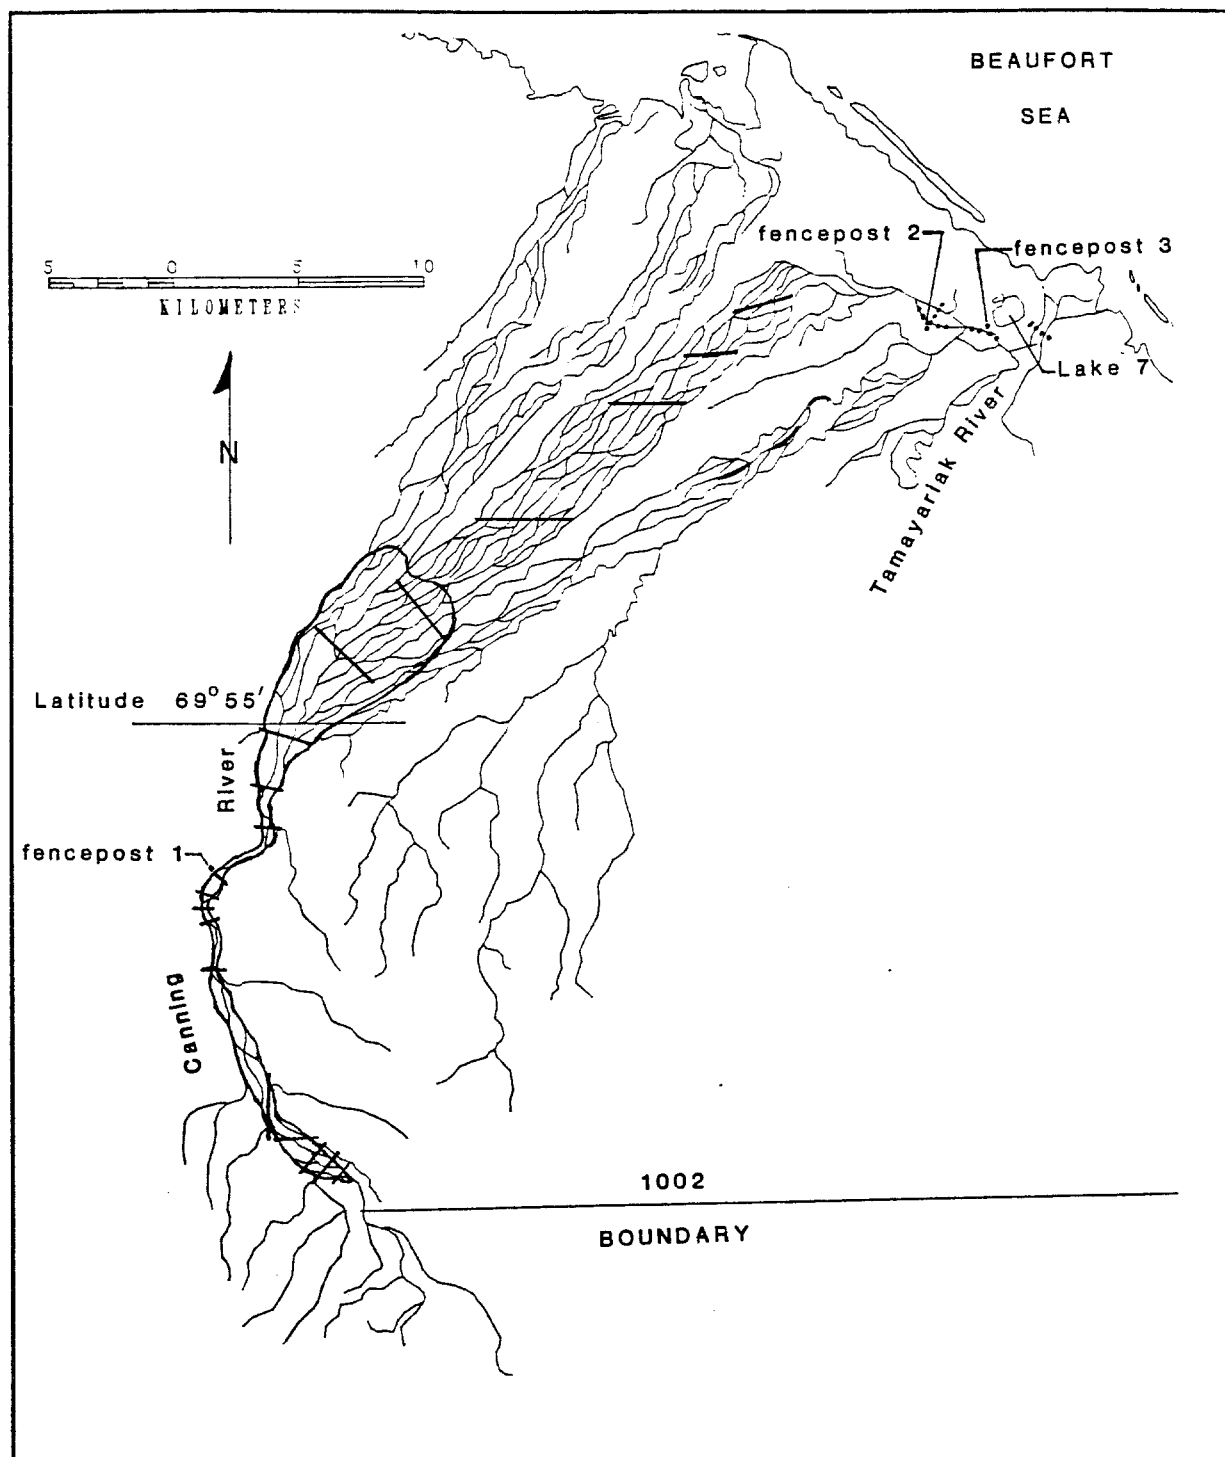 BEAUFORT
SEA
fencepost 2
fencepost 3
5 0 5 10
KILOMETERS
Lake 7
N
Tamayariak River
Latitude 69°55'
River
fencepost 1
Canning
1002
BOUNDARY